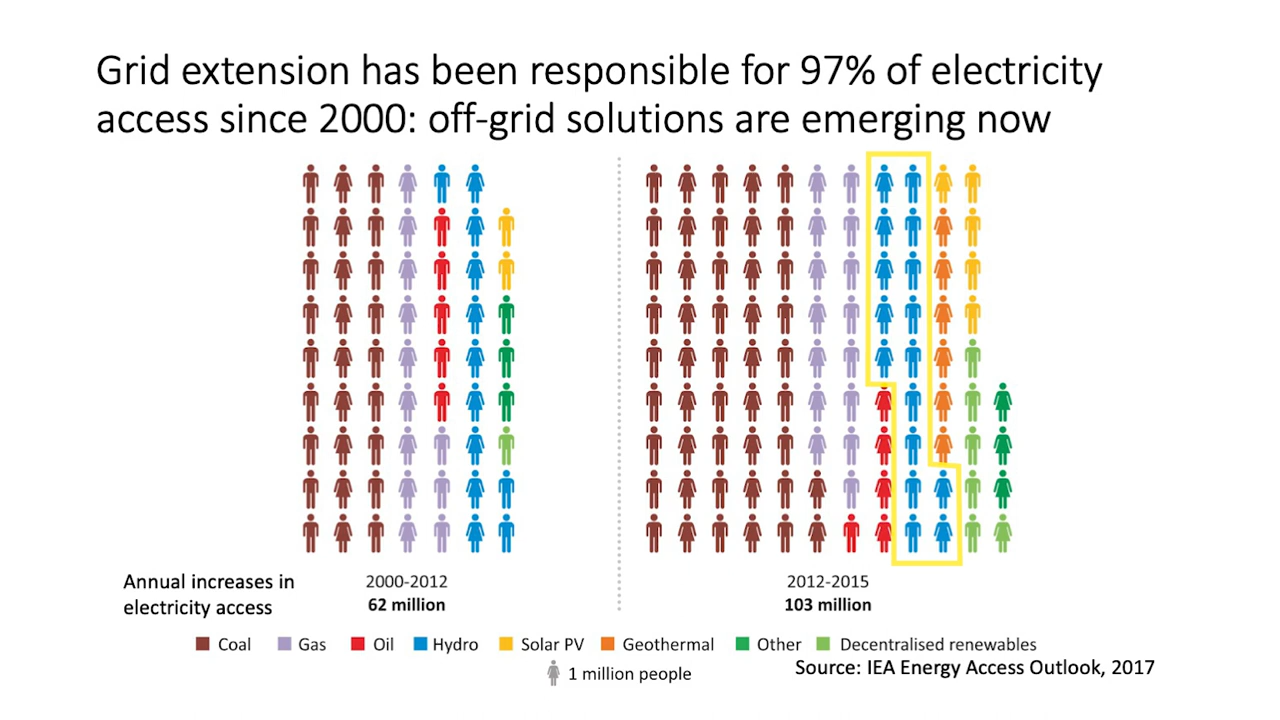 Grid extension has been responsible for 97% of electricity
access since 2000: off-grid solutions are emerging now
Annual increases in
electricity access
2000-2012
62 million
2012-2015
103 million
Coal Gas Oil Hydro Solar PV Geothermal Other Decentralised renewables
1 million people
Source: IEA Energy Access Outlook, 2017